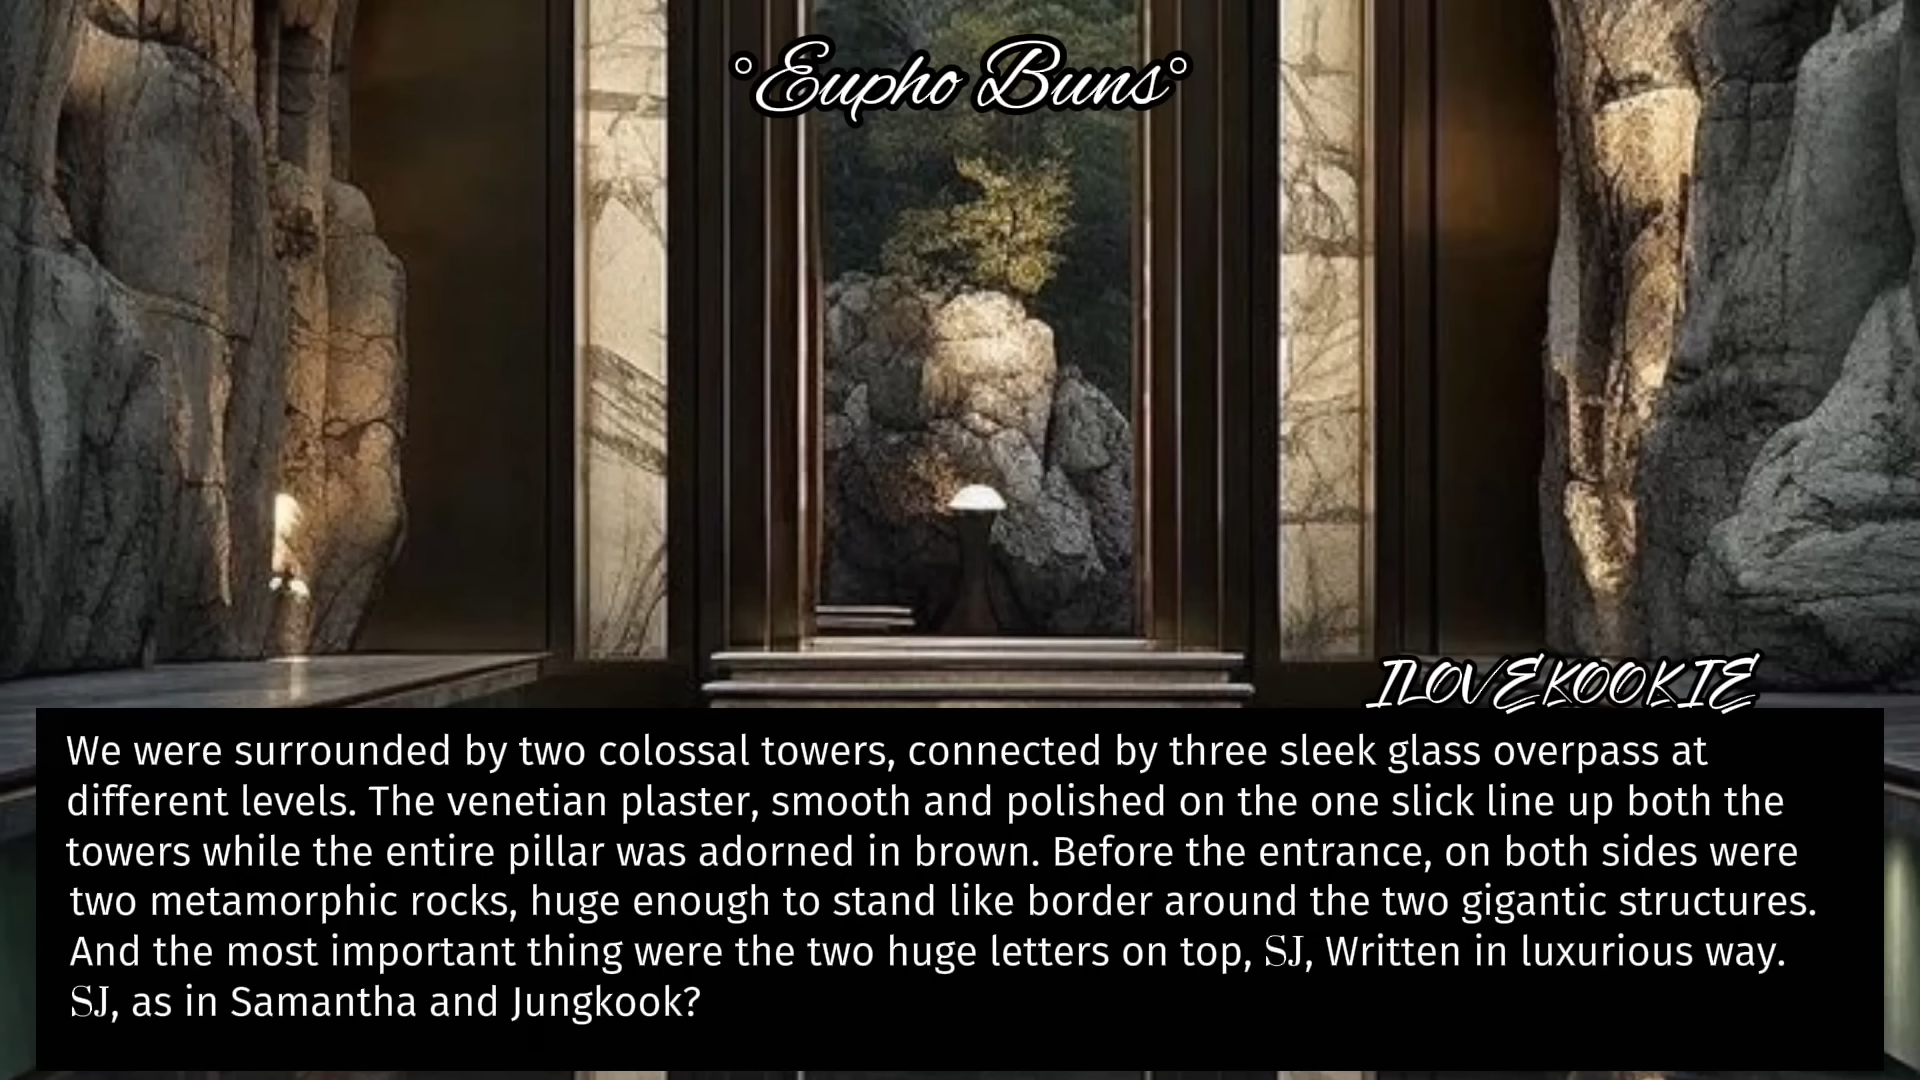 °Eupho Buns°
ILOVEKOOKIE
We were surrounded by two colossal towers, connected by three sleek glass overpass at
different levels. The venetian plaster, smooth and polished on the one slick line up both the
towers while the entire pillar was adorned in brown. Before the entrance, on both sides were
two metamorphic rocks, huge enough to stand like border around the two gigantic structures.
And the most important thing were the two huge letters on top, SJ, Written in luxurious way.
SJ, as in Samantha and Jungkook?